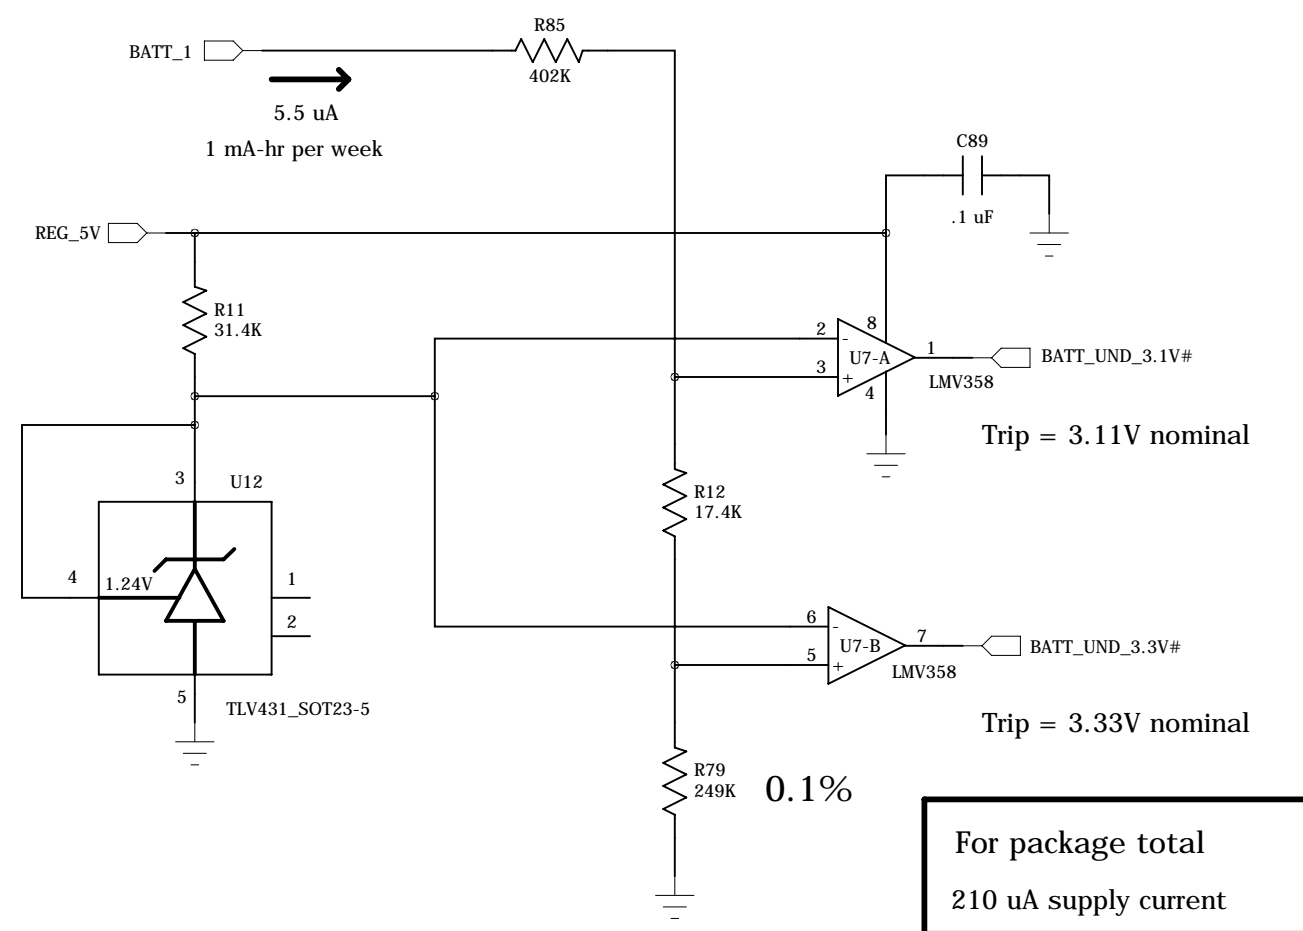 R85
BATT_1
402K
5.5 uA
1 mA-hr per week
C89
.1 uF
REG_5V
R11
31.4K
2
8
-
U7-A
1
BATT_UND_3.1V#
3
+
LMV358
4
Trip = 3.11V nominal
3
U12
R12
17.4K
4
1.24V
1
2
6
-
U7-B
7
BATT_UND_3.3V#
5
+
LMV358
5
TLV431_SOT23-5
Trip = 3.33V nominal
R79
249K
0.1%
For package total
210 uA supply current